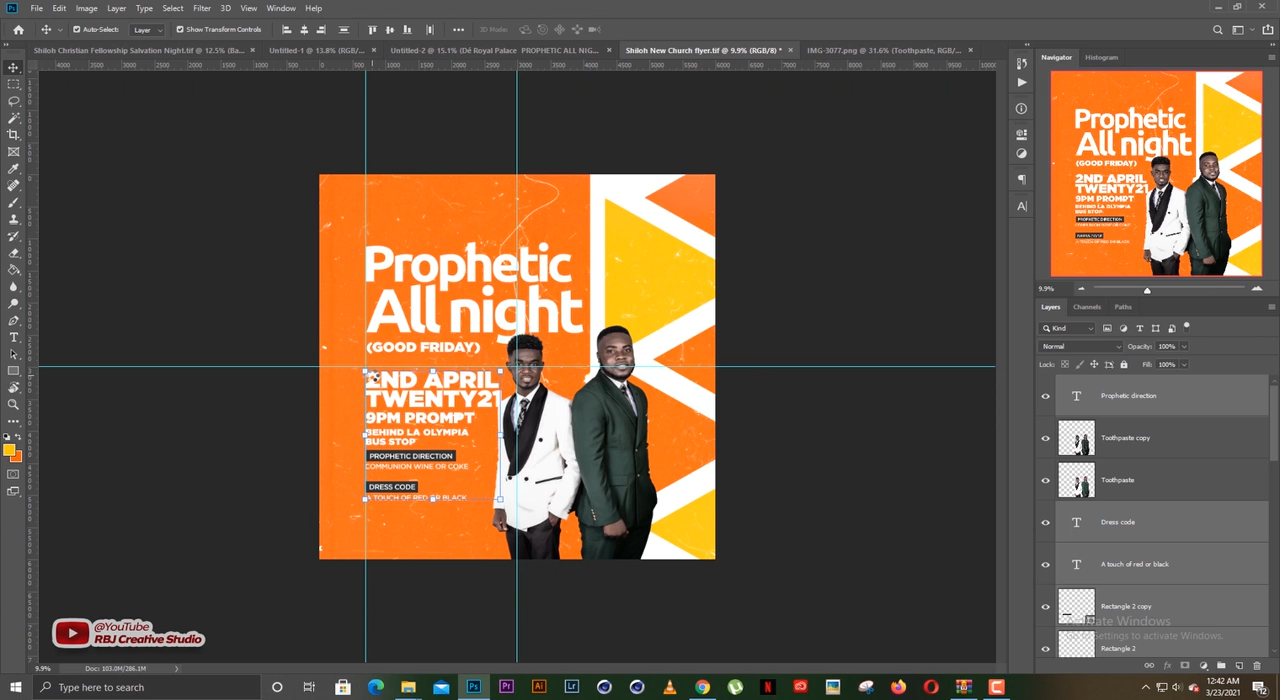 File Edit Image Layer Type Select Filter 3D View Window Help
Auto-Select: Layer Show Transform Controls 3D Mode:
Shiloh Christian Fellowship Salvation Night.tif @ 12.5% (Ba... × Untitled-1 @ 13.8% (RGB/... × Untitled-2 @ 15.1% (Dé Royal Palace PROPHETIC ALL NIG... × Shiloh New Church flyer.tif @ 9.9% (RGB/8) * × IMG-3077.png @ 31.6% (Toothpaste, RGB/... ×
Navigator Histogram
Prophetic
All night
(GOOD FRIDAY)
2ND APRIL
TWENTY21
9PM PROMPT
BEHIND LA OLYMPIA
BUS STOP
PROPHETIC DIRECTION
COMMUNION WINE OR COKE
DRESS CODE
A TOUCH OF RED OR BLACK
Prophetic
All night
(GOOD FRIDAY)
2ND APRIL
TWENTY21
9PM PROMPT
BEHIND LA OLYMPIA
BUS STOP
PROPHETIC DIRECTION
COMMUNION WINE OR COKE
9.9%
Layers Channels Paths
Kind
Normal Opacity: 100%
Lock: Fill: 100%
Prophetic direction
Toothpaste copy
Toothpaste
Dress code
A touch of red or black
Rectangle 2 copy
Rectangle 2
Activate Windows
Settings to activate Windows.
@YouTube
RBJ Creative Studio
9.9% Doc: 103.0M/286.1M
Type here to search
12:42 AM
3/23/2021